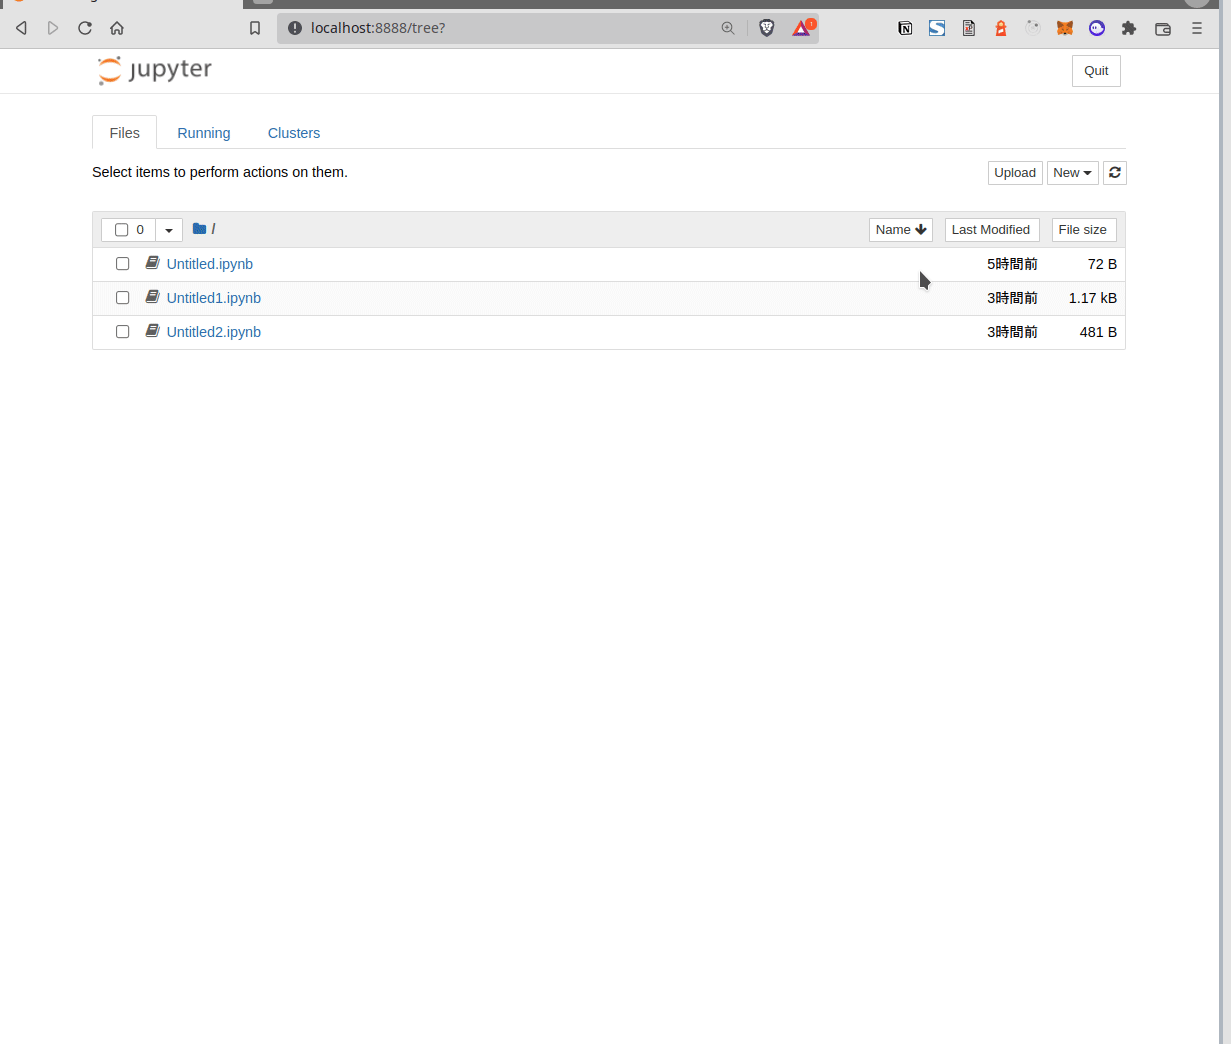 localhost:8888/tree?
jupyter
Quit
Files Running Clusters
Select items to perform actions on them.
Upload New
0 / Name Last Modified File size
Untitled.ipynb 5時間前 72 B
Untitled1.ipynb 3時間前 1.17 kB
Untitled2.ipynb 3時間前 481 B